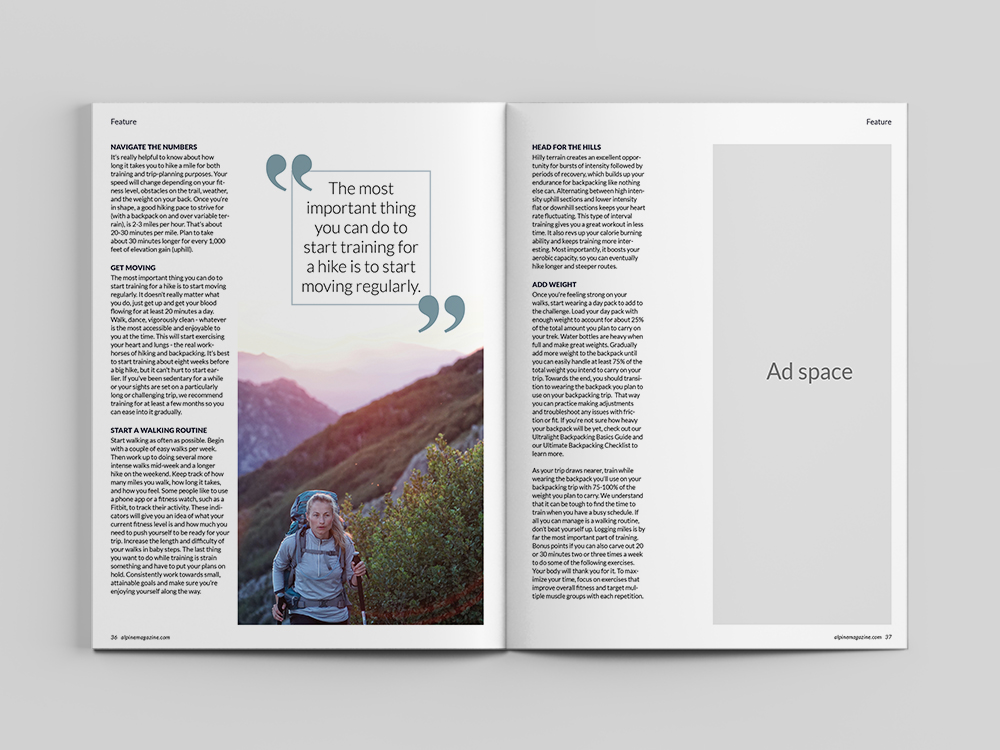 Feature
NAVIGATE THE NUMBERS
It's really helpful to know about how
long it takes you to hike a mile for both
training and trip-planning purposes. Your
speed will change depending on your fit-
ness level, obstacles on the trail, weather,
and the weight on your back. Once you're
in shape, a good hiking pace to strive for
(with a backpack on and over variable ter-
rain), is 2-3 miles per hour. That's about
20-30 minutes per mile. Plan to take
about 30 minutes longer for every 1,000
feet of elevation gain (uphill).
GET MOVING
The most important thing you can do to
start training for a hike is to start moving
regularly. It doesn't really matter what
you do, just get up and get your blood
flowing for at least 20 minutes a day.
Walk, dance, vigorously clean - whatever
is the most accessible and enjoyable to
you at the time. This will start exercising
your heart and lungs - the real work-
horses of hiking and backpacking. It's best
to start training about eight weeks before
a big hike, but it can't hurt to start ear-
lier. If you've been sedentary for a while
or your sights are set on a particularly
long or challenging trip, we recommend
training for at least a few months so you
can ease into it gradually.
START A WALKING ROUTINE
Start walking as often as possible. Begin
with a couple of easy walks per week.
Then work up to doing several more
intense walks mid-week and a longer
hike on the weekend. Keep track of how
many miles you walk, how long it takes,
and how you feel. Some people like to use
a phone app or a fitness watch, such as a
Fitbit, to track their activity. These indi-
cators will give you an idea of what your
current fitness level is and how much you
need to push yourself to be ready for your
trip. Increase the length and difficulty of
your walks in baby steps. The last thing
you want to do while training is strain
something and have to put your plans on
hold. Consistently work towards small,
attainable goals and make sure you're
enjoying yourself along the way.
“
The most
important thing
you can do to
start training for
a hike is to start
moving regularly.
”
36 alpinemagazine.com
Feature
HEAD FOR THE HILLS
Hilly terrain creates an excellent oppor-
tunity for bursts of intensity followed by
periods of recovery, which builds up your
endurance for backpacking like nothing
else can. Alternating between high inten-
sity uphill sections and lower intensity
flat or downhill sections keeps your heart
rate fluctuating. This type of interval
training gives you a great workout in less
time. It also revs up your calorie burning
ability and keeps training more inter-
esting. Most importantly, it boosts your
aerobic capacity, so you can eventually
hike longer and steeper routes.
ADD WEIGHT
Once you're feeling strong on your
walks, start wearing a day pack to add to
the challenge. Load your day pack with
enough weight to account for about 25%
of the total amount you plan to carry on
your trek. Water bottles are heavy when
full and make great weights. Gradually
add more weight to the backpack until
you can easily handle at least 75% of the
total weight you intend to carry on your
trip. Towards the end, you should transi-
tion to wearing the backpack you plan to
use on your backpacking trip. That way
you can practice making adjustments
and troubleshoot any issues with fric-
tion or fit. If you're not sure how heavy
your backpack will be yet, check out our
Ultralight Backpacking Basics Guide and
our Ultimate Backpacking Checklist to
learn more.
As your trip draws nearer, train while
wearing the backpack you'll use on your
backpacking trip with 75-100% of the
weight you plan to carry. We understand
that it can be tough to find the time to
train when you have a busy schedule. If
all you can manage is a walking routine,
don't beat yourself up. Logging miles is by
far the most important part of training.
Bonus points if you can also carve out 20
or 30 minutes two or three times a week
to do some of the following exercises.
Your body will thank you for it. To max-
imize your time, focus on exercises that
improve overall fitness and target mul-
tiple muscle groups with each repetition.
Ad space
alpinemagazine.com 37